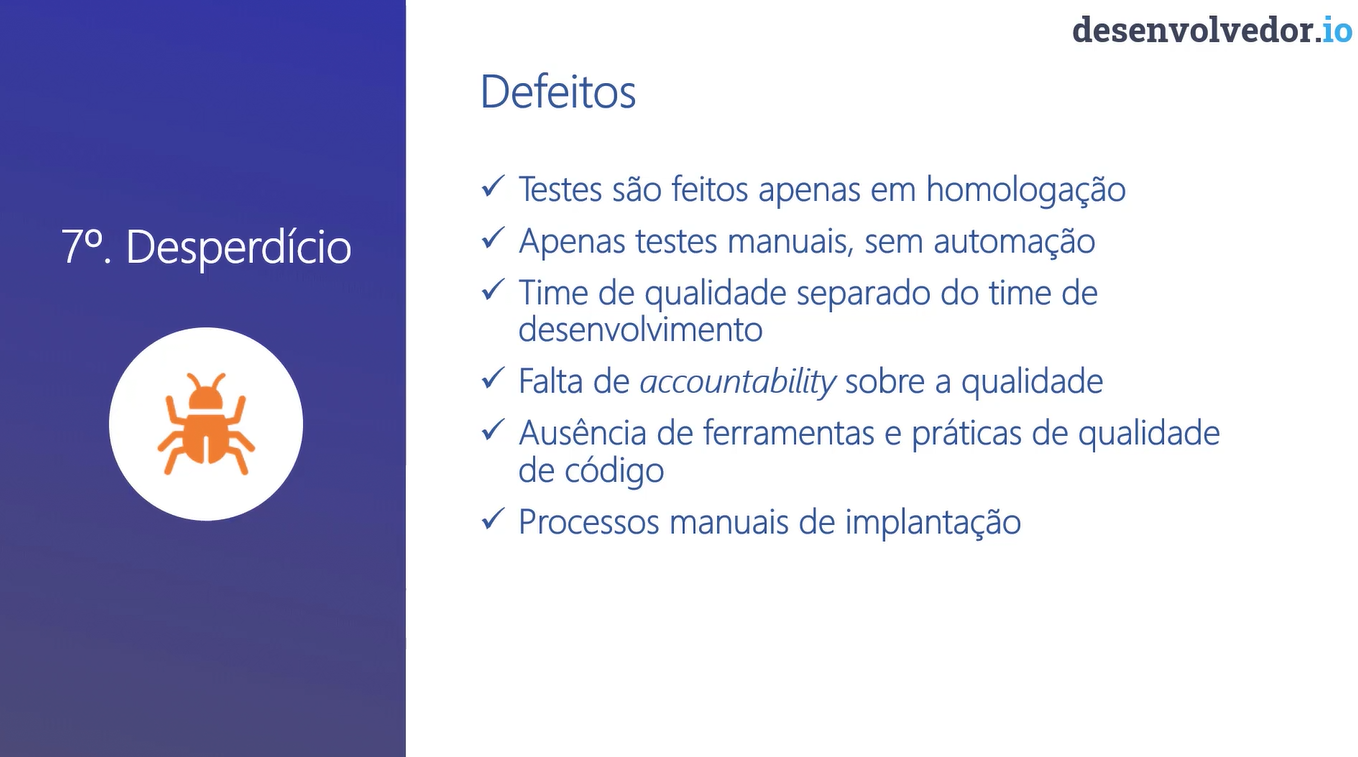 desenvolvedor.io
7º. Desperdício
Defeitos
✓ Testes são feitos apenas em homologação
✓ Apenas testes manuais, sem automação
✓ Time de qualidade separado do time de
desenvolvimento
✓ Falta de accountability sobre a qualidade
✓ Ausência de ferramentas e práticas de qualidade
de código
✓ Processos manuais de implantação